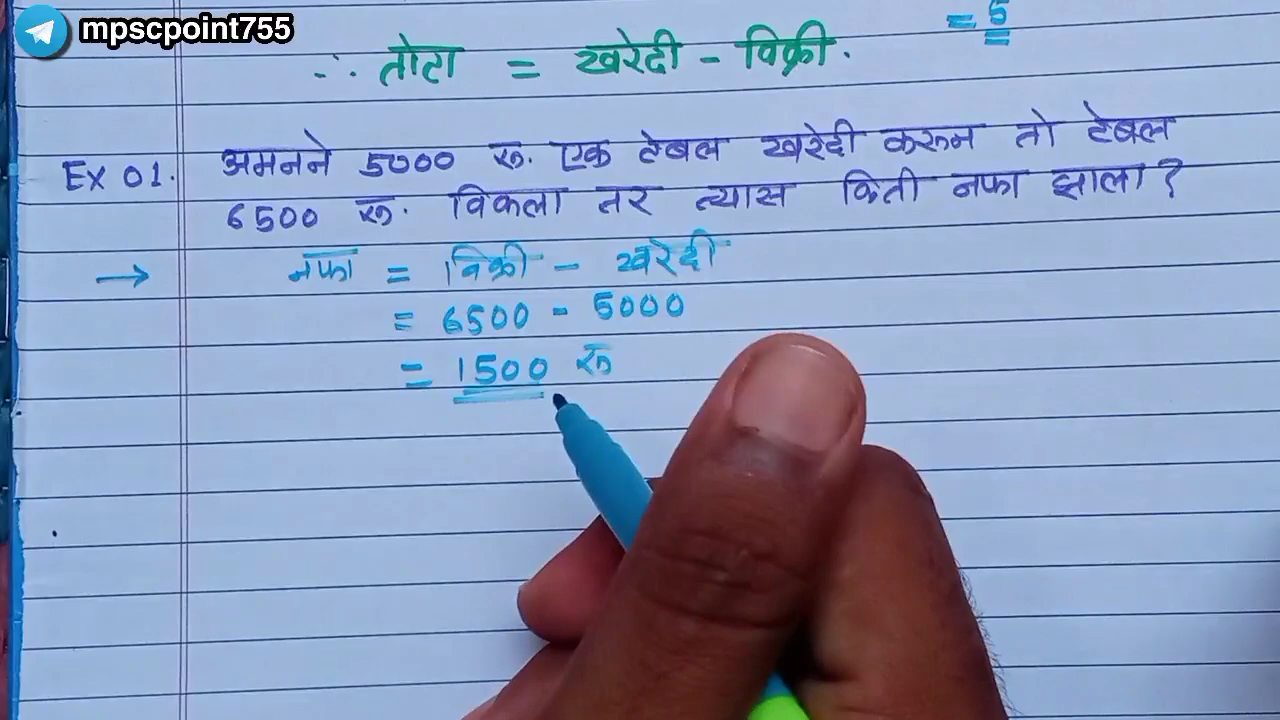 mpscpoint755
= 5
∴ तोटा = खरेदी - विक्री.
Ex 01. अमनने 5000 रू. एक टेबल खरेदी करून तो टेबल
6500 रू. विकला तर त्यास किती नफा झाला?
→ नफा = विक्री - खरेदी
= 6500 - 5000
= 1500 रू